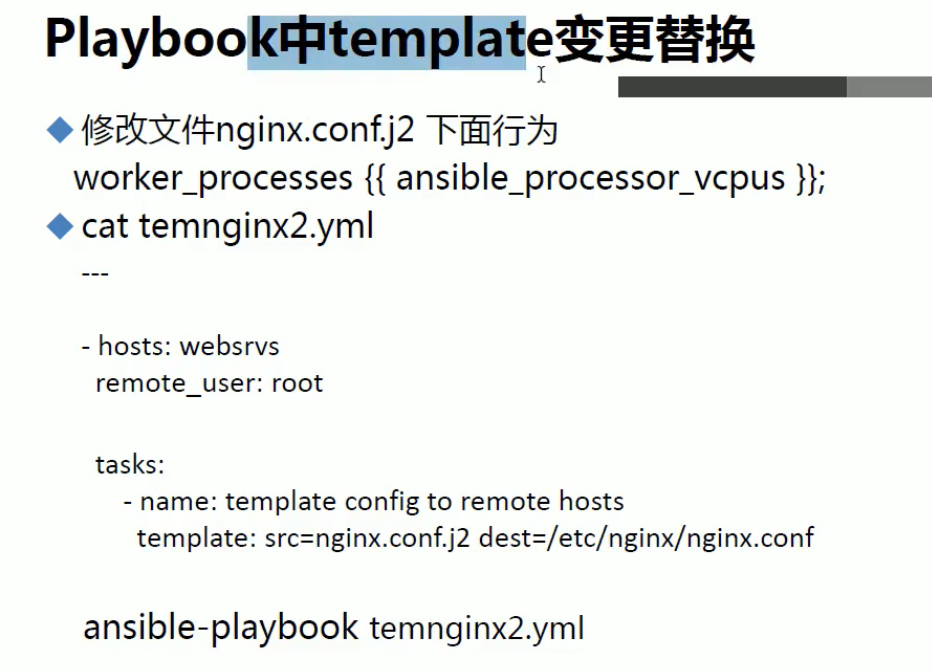 Playbook中template变更替换
修改文件nginx.conf.j2 下面行为
worker_processes {{ ansible_processor_vcpus }};
cat temnginx2.yml
---
- hosts: websrvs
remote_user: root
tasks:
- name: template config to remote hosts
template: src=nginx.conf.j2 dest=/etc/nginx/nginx.conf
ansible-playbook temnginx2.yml